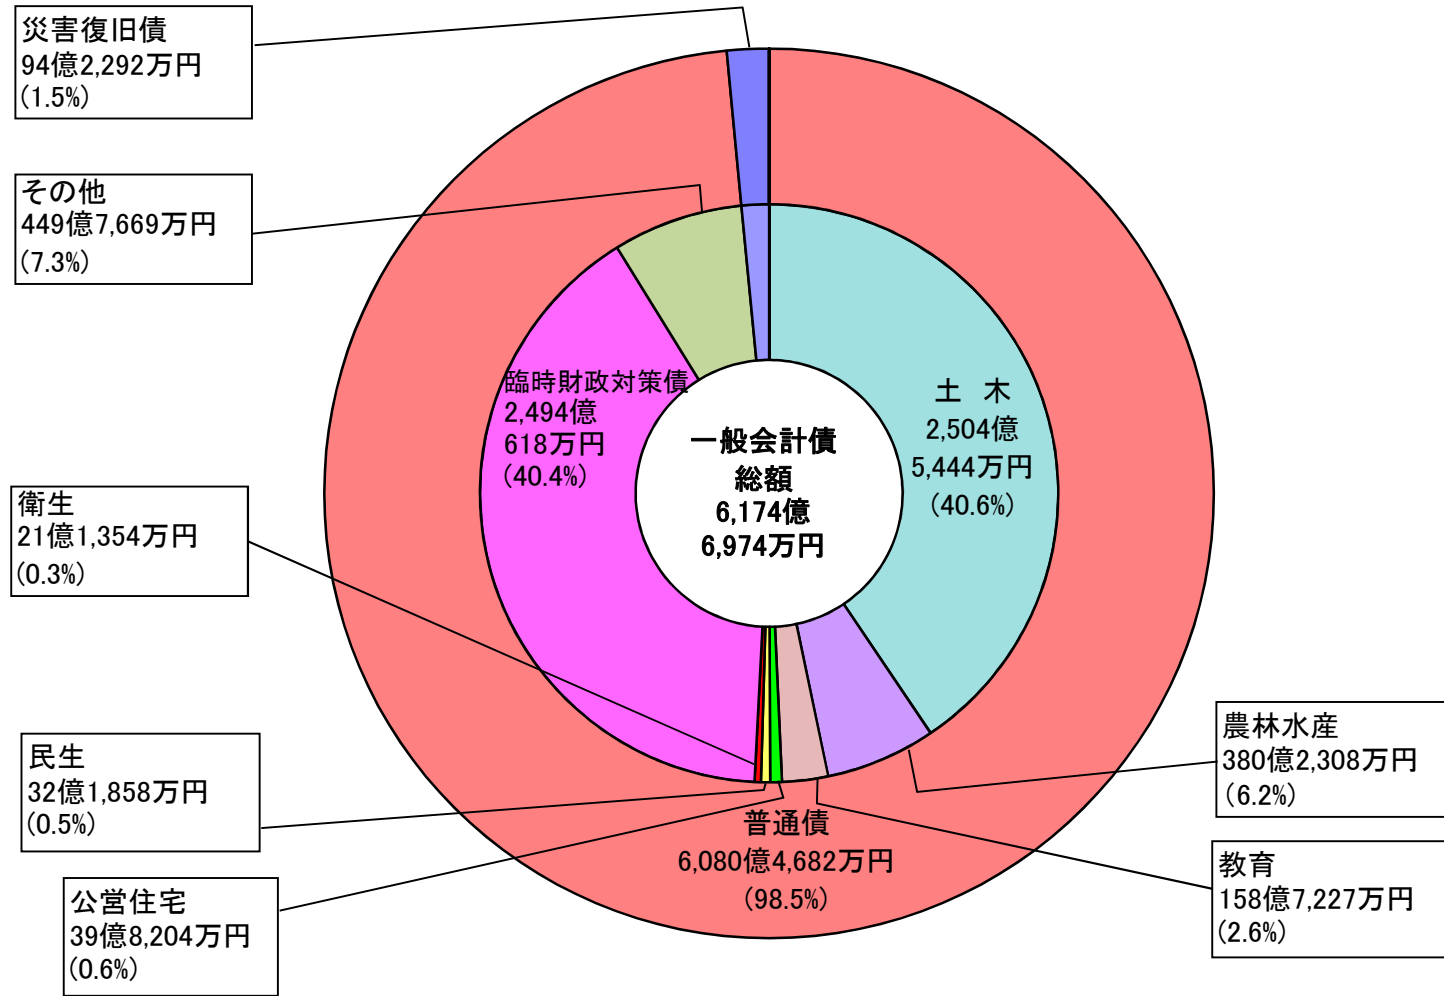 災害復旧債
94億2,292万円
(1.5%)
その他
449億7,669万円
(7.3%)
臨時財政対策債
2,494億
618万円
(40.4%)
一般会計債
総額
6,174億
6,974万円
土 木
2,504億
5,444万円
(40.6%)
衛生
21億1,354万円
(0.3%)
民生
32億1,858万円
(0.5%)
公営住宅
39億8,204万円
(0.6%)
普通債
6,080億4,682万円
(98.5%)
農林水産
380億2,308万円
(6.2%)
教育
158億7,227万円
(2.6%)